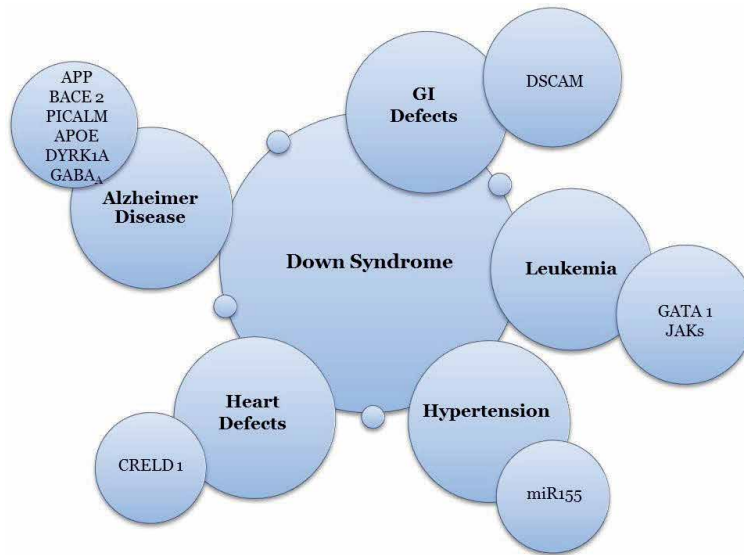 APP
BACE 2
PICALM
APOE
DYRK1A
GABAA
Alzheimer
Disease
GI
Defects
DSCAM
Down Syndrome
Leukemia
GATA 1
JAKs
Heart
Defects
CRELD 1
Hypertension
miR155